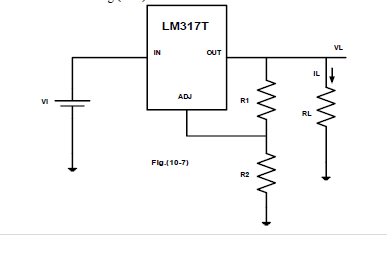 LM317T
VL
IN
OUT
IL
ADJ
R1
VI
RL
Fig.(10-7)
R2